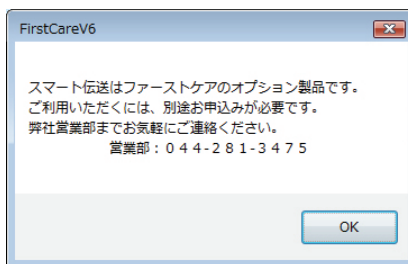 FirstCareV6
スマート伝送はファーストケアのオプション製品です。
ご利用いただくには、別途お申込みが必要です。
弊社営業部までお気軽にご連絡ください。
営業部：０４４-２８１-３４７５
OK